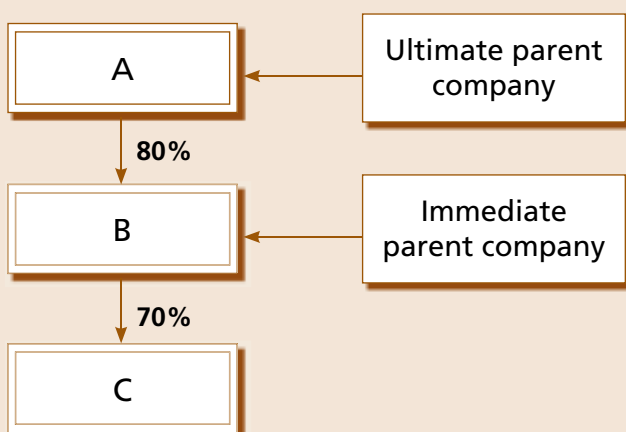 A
Ultimate parent
company
80%
B
Immediate
parent company
70%
C